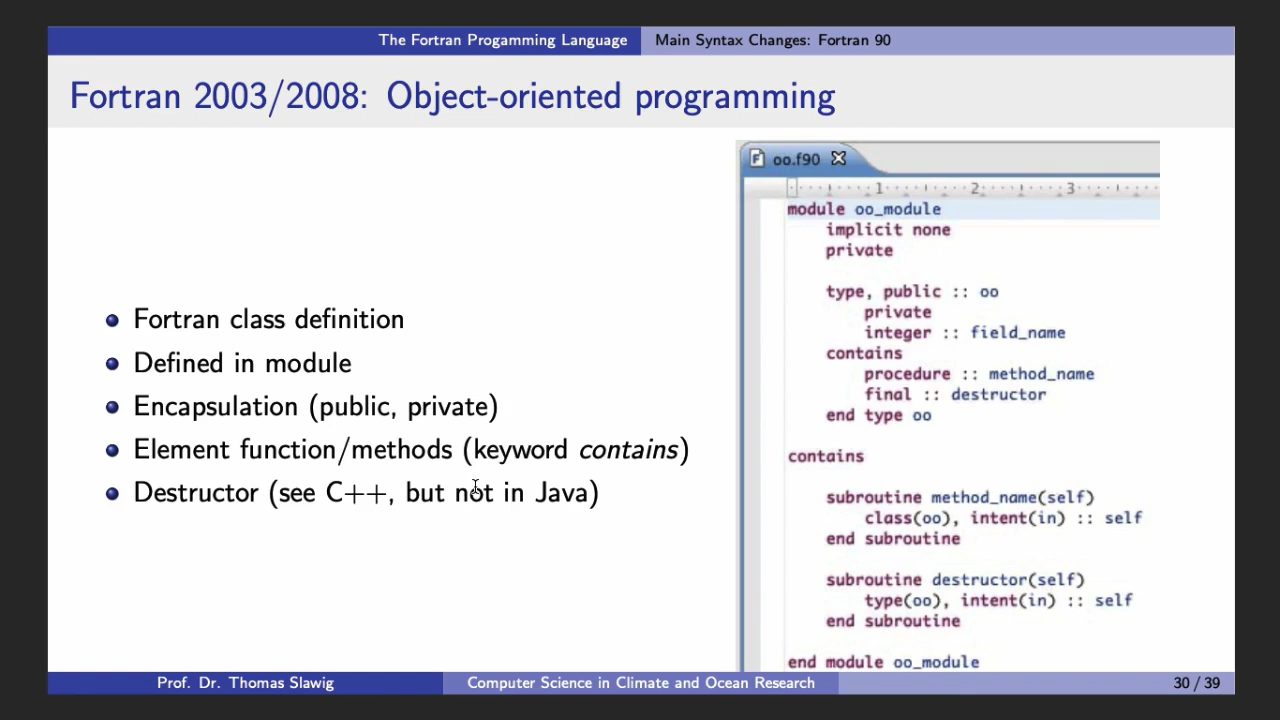 The Fortran Progamming Language Main Syntax Changes: Fortran 90
Fortran 2003/2008: Object-oriented programming
• Fortran class definition
• Defined in module
• Encapsulation (public, private)
• Element function/methods (keyword contains)
• Destructor (see C++, but not in Java)
oo.f90
1 2 3
module oo_module
implicit none
private
type, public :: oo
private
integer :: field_name
contains
procedure :: method_name
final :: destructor
end type oo
contains
subroutine method_name(self)
class(oo), intent(in) :: self
end subroutine
subroutine destructor(self)
type(oo), intent(in) :: self
end subroutine
end module oo_module
Prof. Dr. Thomas Slawig Computer Science in Climate and Ocean Research 30 / 39